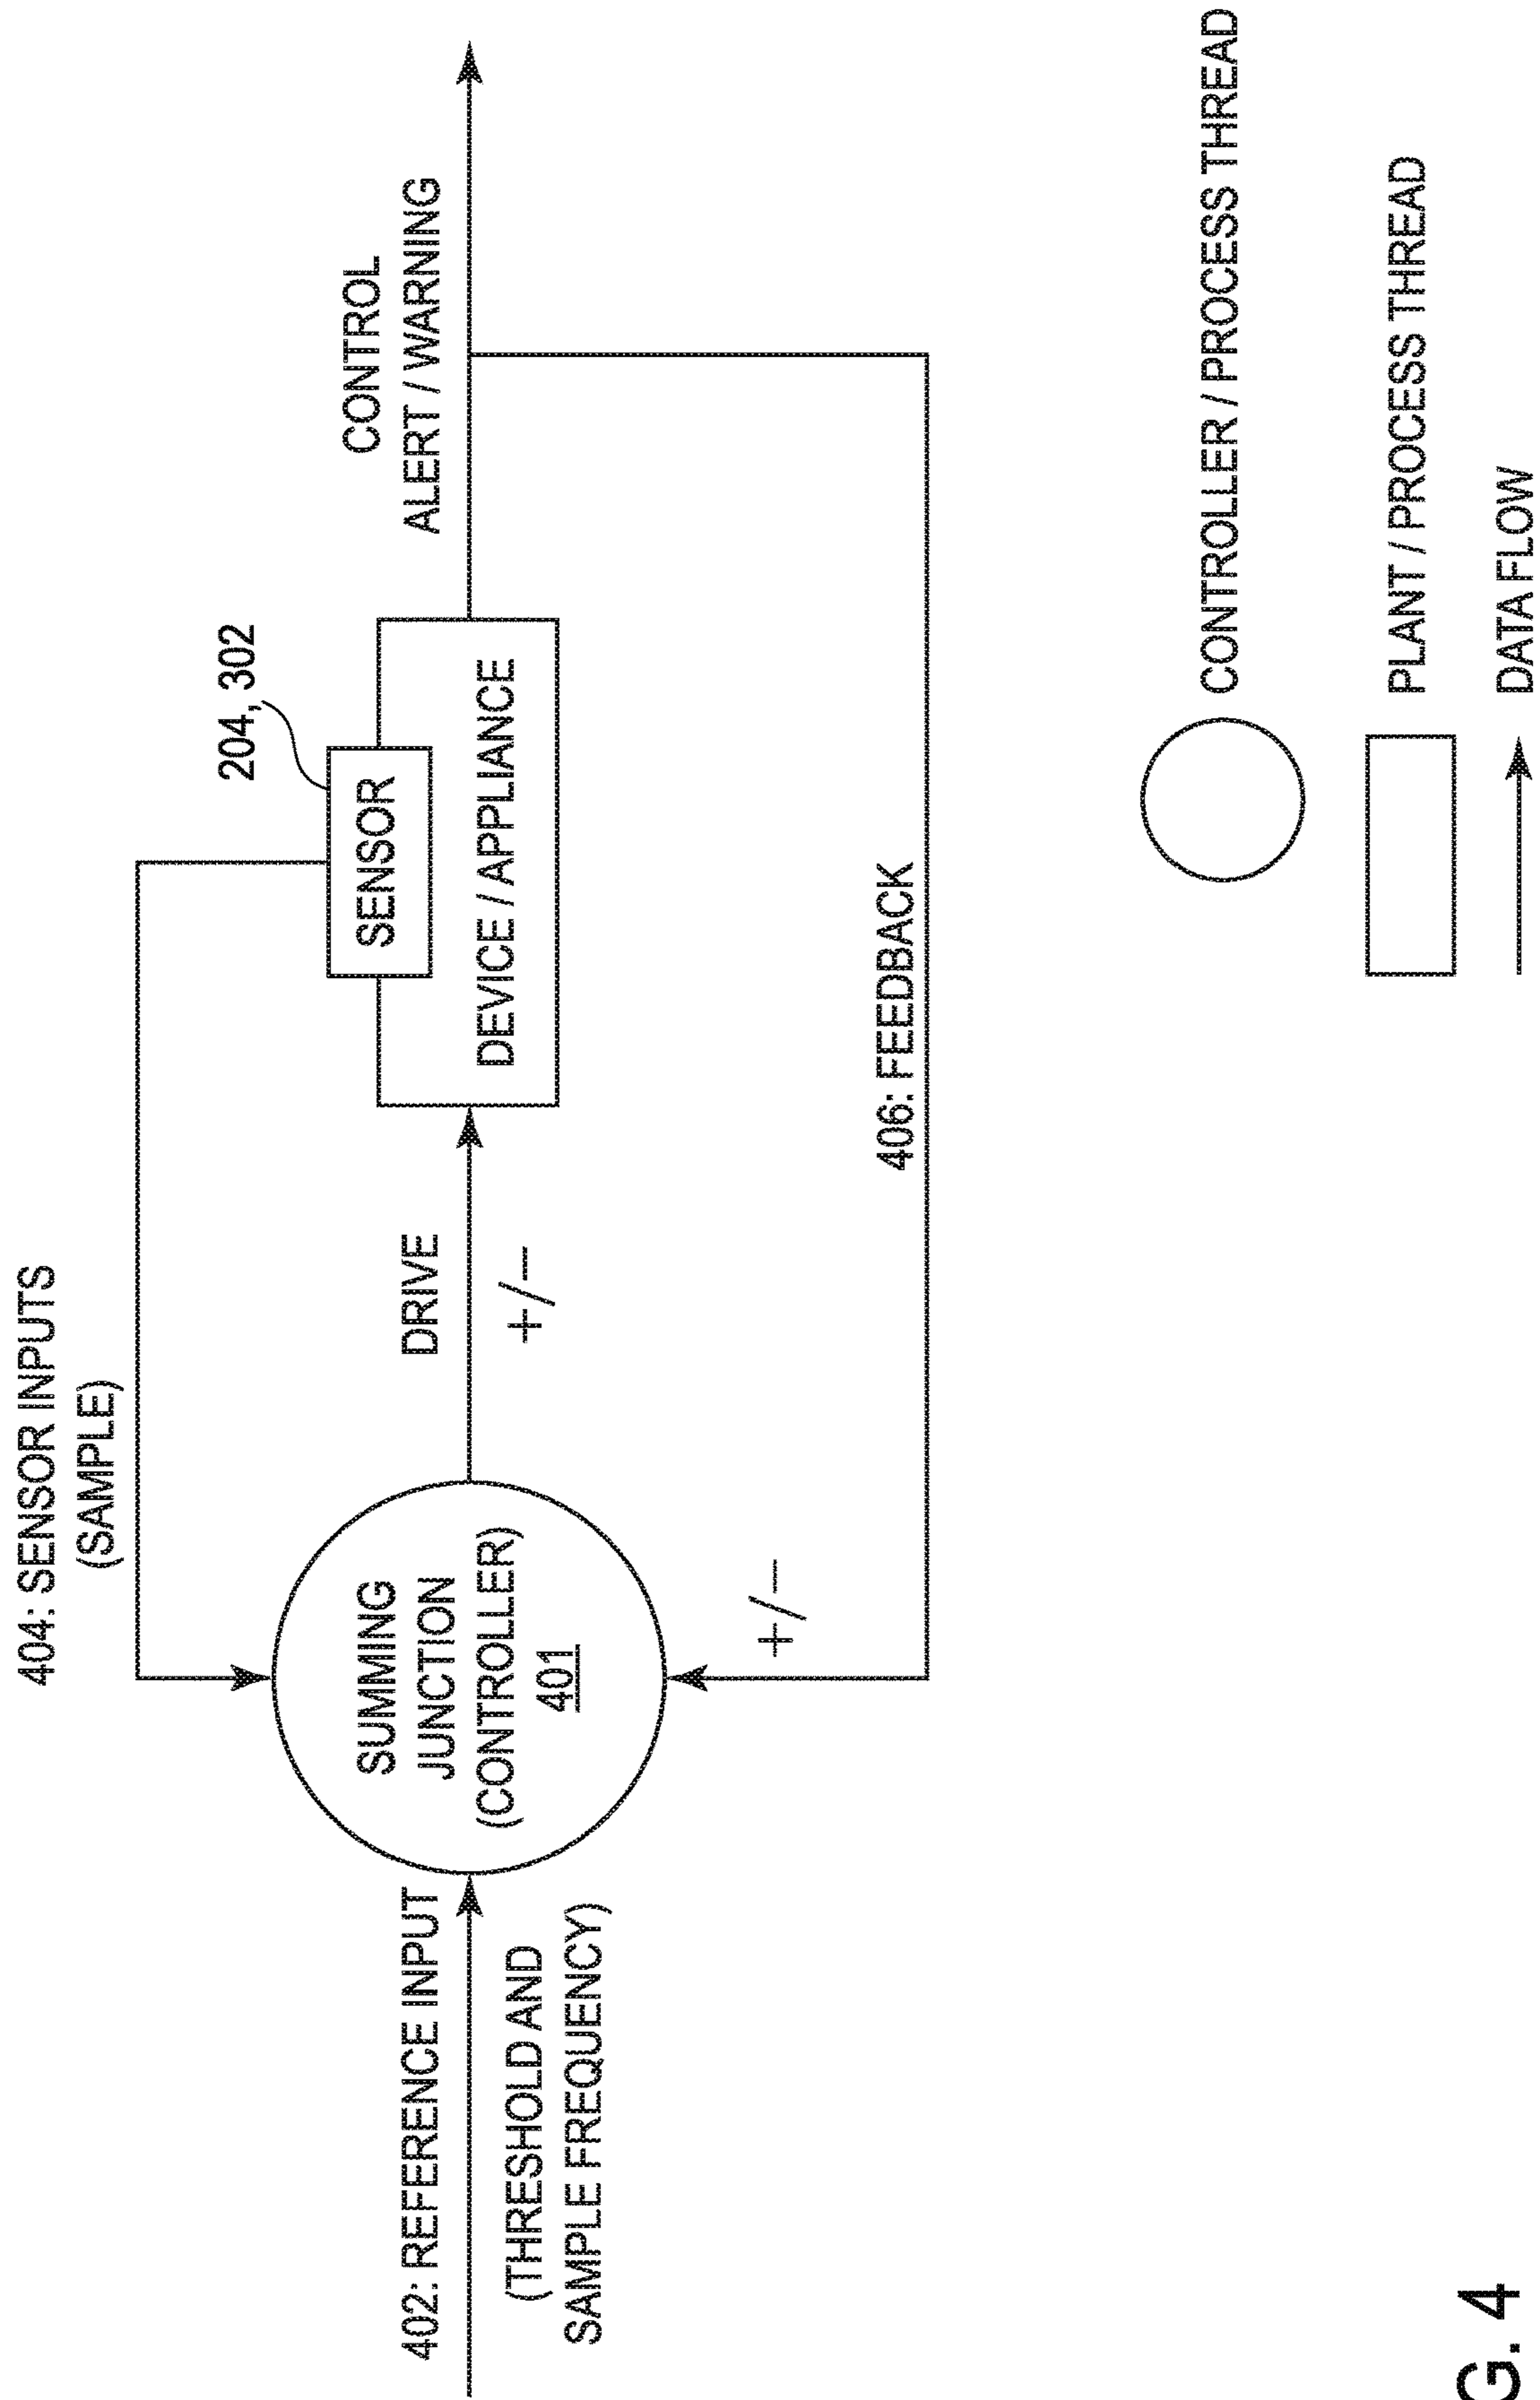 404: SENSOR INPUTS
(SAMPLE)
204, 302
SENSOR
DEVICE / APPLIANCE
CONTROL
ALERT / WARNING
402: REFERENCE INPUT
(THRESHOLD AND
SAMPLE FREQUENCY)
SUMMING
JUNCTION
(CONTROLLER)
401
DRIVE
+/−
+/−
406: FEEDBACK
CONTROLLER / PROCESS THREAD
PLANT / PROCESS THREAD
DATA FLOW
G. 4